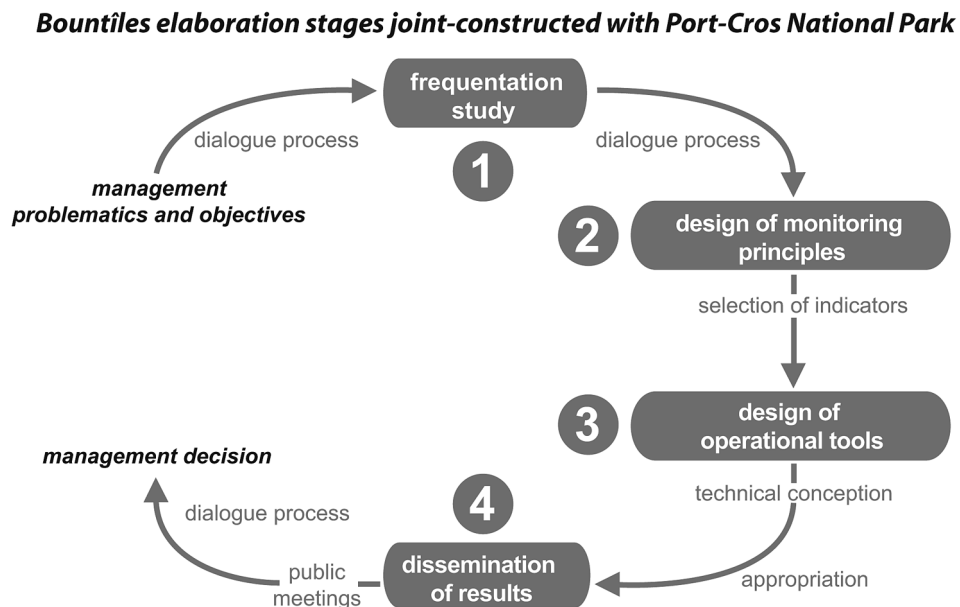 Bountîles elaboration stages joint-constructed with Port-Cros National Park
frequentation
study
dialogue process
dialogue process
1
management
problematics and objectives
2
design of monitoring
principles
selection of indicators
3
design of
operational tools
management decision
technical conception
4
dialogue process
dissemination
of results
public
meetings
appropriation